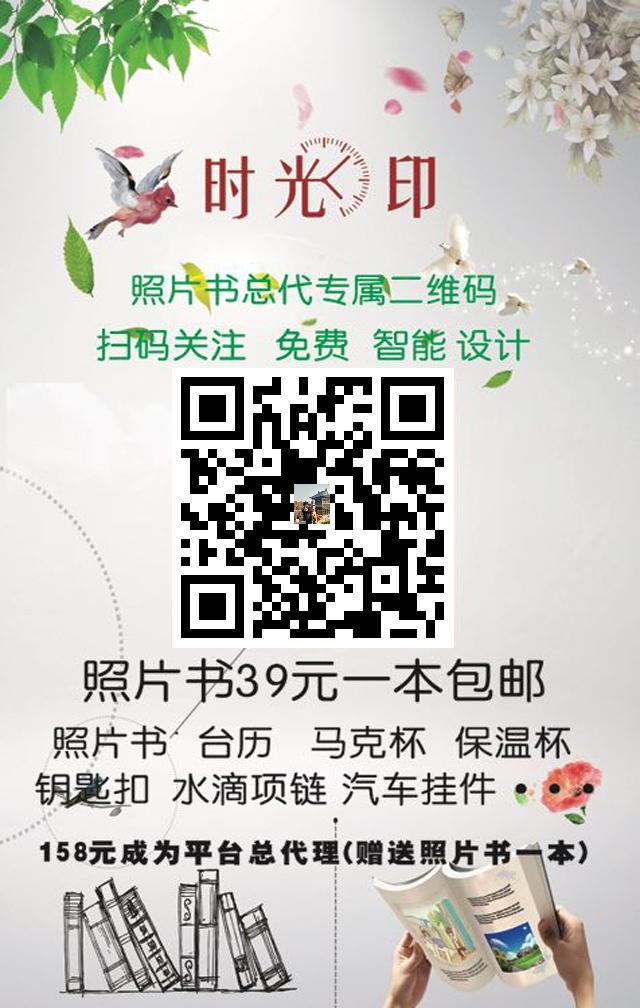 时光印
照片书总代专属二维码
扫码关注 免费 智能 设计
照片书39元一本包邮
照片书 台历 马克杯 保温杯
钥匙扣 水滴项链 汽车挂件
158元成为平台总代理(赠送照片书一本)